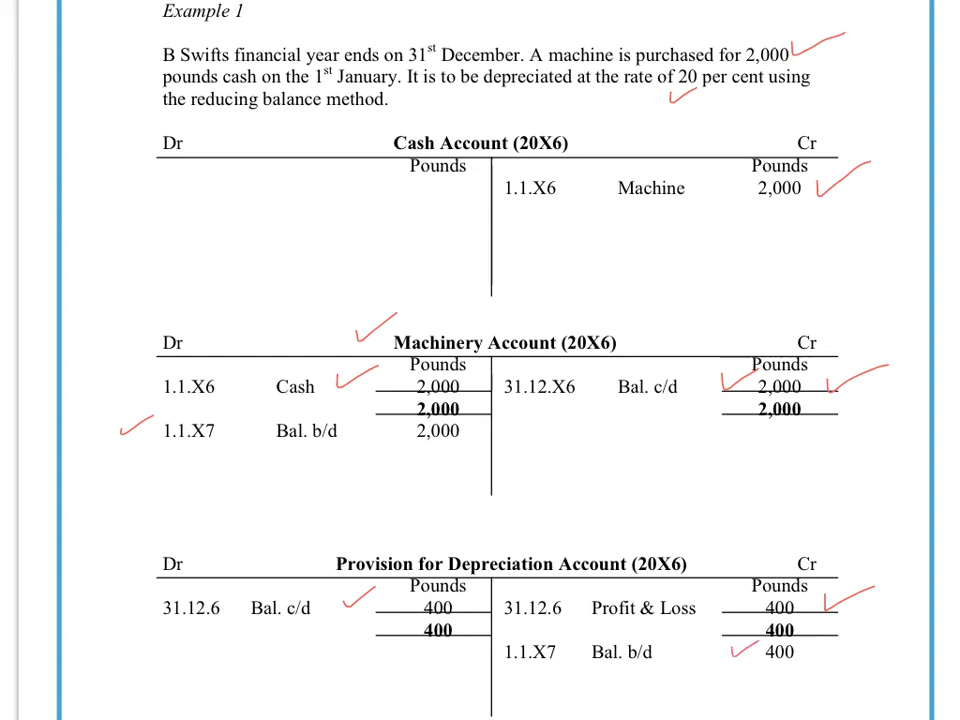 Example 1
B Swifts financial year ends on 31st December. A machine is purchased for 2,000
pounds cash on the 1st January. It is to be depreciated at the rate of 20 per cent using
the reducing balance method.
Dr Cash Account (20X6) Cr
Pounds Pounds
1.1.X6 Machine 2,000
Dr Machinery Account (20X6) Cr
Pounds Pounds
1.1.X6 Cash 2,000 31.12.X6 Bal. c/d 2,000
2,000 2,000
1.1.X7 Bal. b/d 2,000
Dr Provision for Depreciation Account (20X6) Cr
Pounds Pounds
31.12.6 Bal. c/d 400 31.12.6 Profit & Loss 400
400 400
1.1.X7 Bal. b/d 400